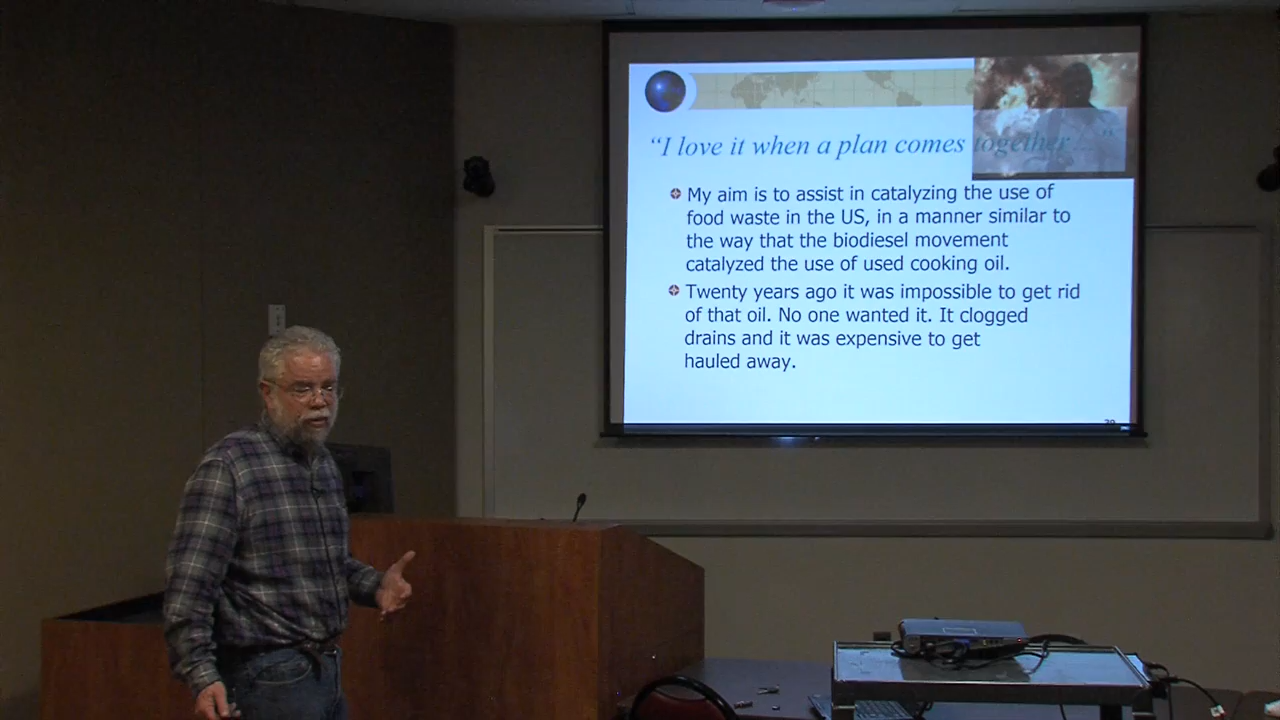 “I love it when a plan comes together ...”
My aim is to assist in catalyzing the use of
food waste in the US, in a manner similar to
the way that the biodiesel movement
catalyzed the use of used cooking oil.
Twenty years ago it was impossible to get rid
of that oil. No one wanted it. It clogged
drains and it was expensive to get
hauled away.